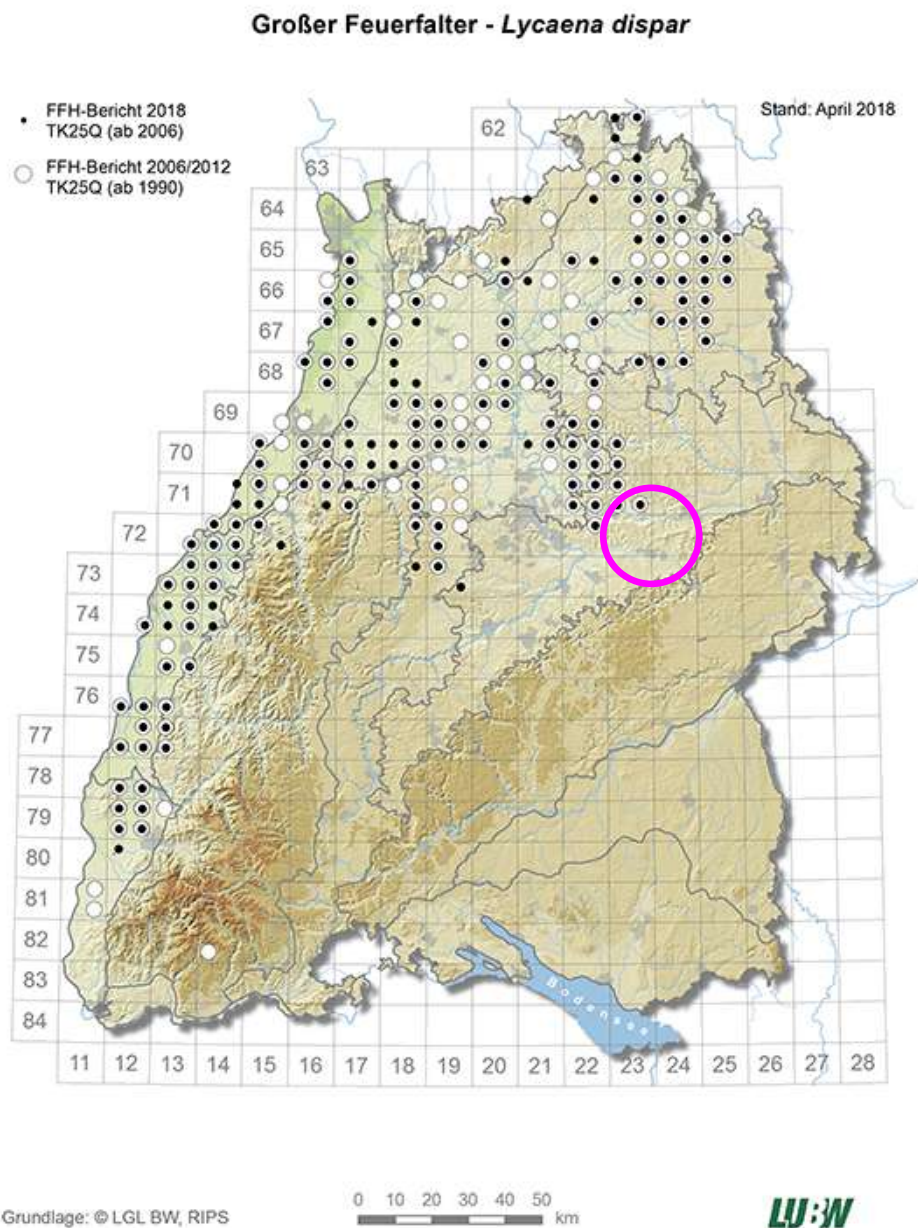 Großer Feuerfalter - Lycaena dispar
FFH-Bericht 2018
TK25Q (ab 2006)
FFH-Bericht 2006/2012
TK25Q (ab 1990)
Stand: April 2018
62
63
64
65
66
67
68
69
70
71
72
73
74
75
76
77
78
79
80
81
82
83
84
Bodensee
11 12 13 14 15 16 17 18 19 20 21 22 23 24 25 26 27 28
0 10 20 30 40 50
km
Grundlage: © LGL BW, RIPS
LUBW